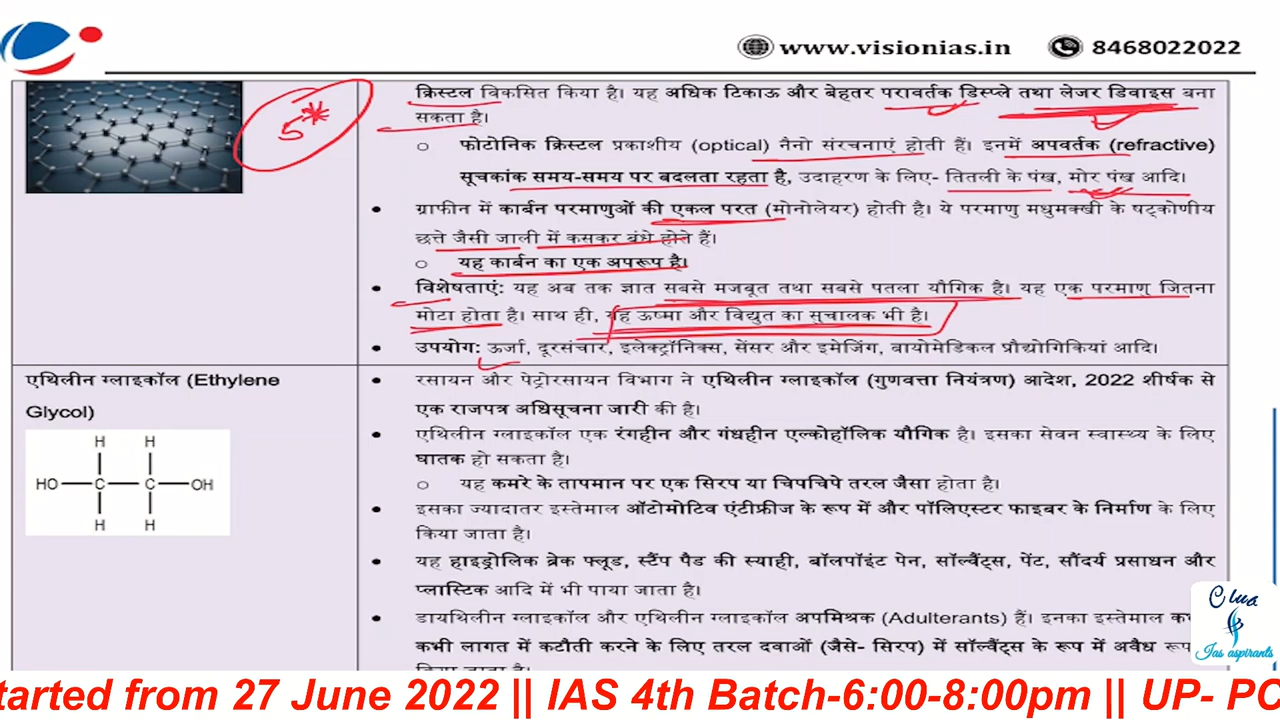 www.visionias.in
8468022022
5*
क्रिस्टल विकसित किया है। यह अधिक टिकाऊ और बेहतर परावर्तक डिस्प्ले तथा लेजर डिवाइस बना
सकता है।
○ फोटोनिक क्रिस्टल प्रकाशीय (optical) नैनो संरचनाएं होती हैं। इनमें अपवर्तक (refractive)
सूचकांक समय-समय पर बदलता रहता है, उदाहरण के लिए- तितली के पंख, मोर पंख आदि।
• ग्राफीन में कार्बन परमाणुओं की एकल परत (मोनोलेयर) होती है। ये परमाणु मधुमक्खी के षट्कोणीय
छत्ते जैसी जाली में कसकर बंधे होते हैं।
○ यह कार्बन का एक अपरूप है।
• विशेषताएं: यह अब तक ज्ञात सबसे मजबूत तथा सबसे पतला यौगिक है। यह एक परमाणु जितना
मोटा होता है। साथ ही, यह ऊष्मा और विद्युत का सुचालक भी है।
• उपयोग: ऊर्जा, दूरसंचार, इलेक्ट्रॉनिक्स, सेंसर और इमेजिंग, बायोमेडिकल प्रौद्योगिकियां आदि।
एथिलीन ग्लाइकॉल (Ethylene
Glycol)
H H
HO C C OH
H H
• रसायन और पेट्रोरसायन विभाग ने एथिलीन ग्लाइकॉल (गुणवत्ता नियंत्रण) आदेश, 2022 शीर्षक से
एक राजपत्र अधिसूचना जारी की है।
• एथिलीन ग्लाइकॉल एक रंगहीन और गंधहीन एल्कोहॉलिक यौगिक है। इसका सेवन स्वास्थ्य के लिए
घातक हो सकता है।
○ यह कमरे के तापमान पर एक सिरप या चिपचिपे तरल जैसा होता है।
• इसका ज्यादातर इस्तेमाल ऑटोमोटिव एंटीफ्रीज के रूप में और पॉलिएस्टर फाइबर के निर्माण के लिए
किया जाता है।
• यह हाइड्रोलिक ब्रेक फ्लूड, स्टैंप पैड की स्याही, बॉलपॉइंट पेन, सॉल्वैंट्स, पेंट, सौंदर्य प्रसाधन और
प्लास्टिक आदि में भी पाया जाता है।
• डायथिलीन ग्लाइकॉल और एथिलीन ग्लाइकॉल अपमिश्रक (Adulterants) हैं। इनका इस्तेमाल
कभी लागत में कटौती करने के लिए तरल दवाओं (जैसे- सिरप) में सॉल्वैंट्स के रूप में अवैध रूप
Ias aspirants
tarted from 27 June 2022 || IAS 4th Batch-6:00-8:00pm || UP- PC